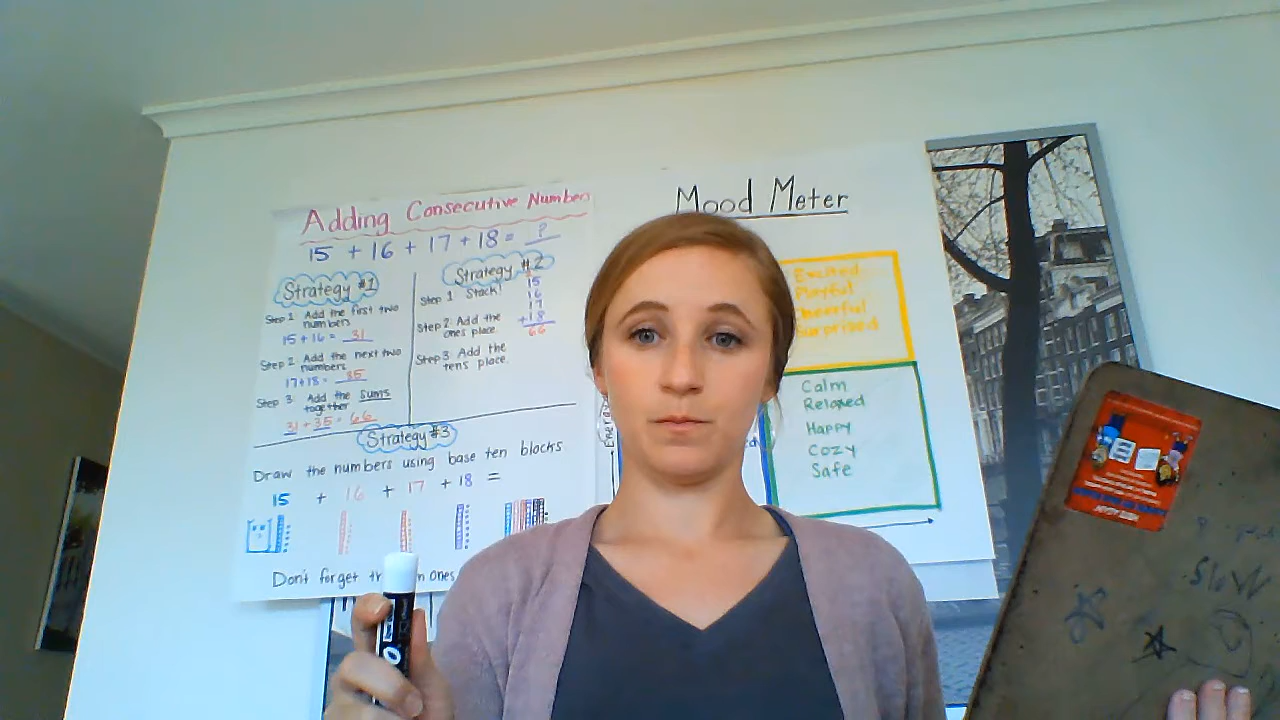 Adding Consecutive Number
15 + 16 + 17 + 18 = ?
Strategy #1
Step 1: Add the first two
numbers
15 + 16 = 31
Step 2: Add the next two
numbers
17+18 = 35
Step 3: Add the sums
together
31 + 35 = 66
Strategy #2
Step 1: Stack!
15
16
17
+18
66
Step 2: Add the
ones place.
Step 3: Add the
tens place.
Strategy #3
Draw the numbers using base ten blocks
15 + 16 + 17 + 18 =
Don't forget ones
Mood Meter
Excited
Playful
Cheerful
Surprised
Calm
Relaxed
Happy
Cozy
Safe
Energy
SLOW